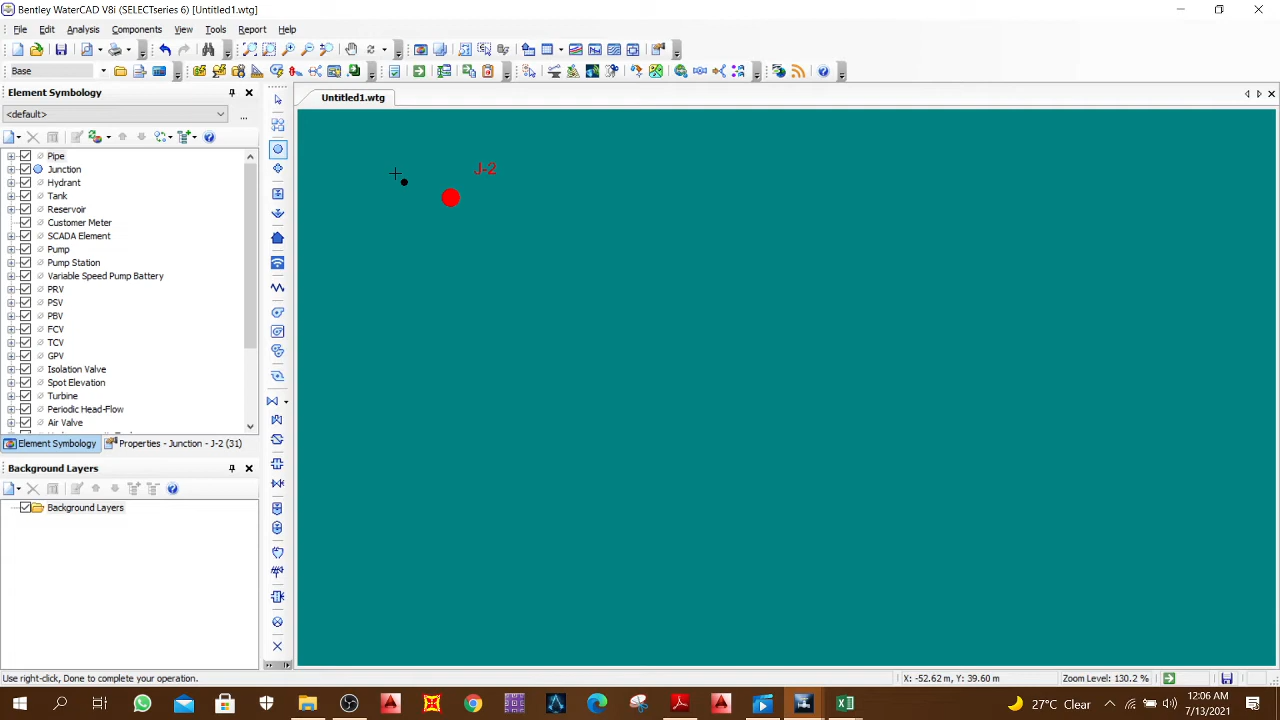 Bentley WaterCAD V8i (SELECTseries 6) [Untitled1.wtg]
File Edit Analysis Components View Tools Report Help
Base
Element Symbology
Untitled1.wtg
<default>
Pipe
Junction
Hydrant
Tank
Reservoir
Customer Meter
SCADA Element
Pump
Pump Station
Variable Speed Pump Battery
PRV
PSV
PBV
FCV
TCV
GPV
Isolation Valve
Spot Elevation
Turbine
Periodic Head-Flow
Air Valve
J-2
Element Symbology Properties - Junction - J-2 (31)
Background Layers
Background Layers
Use right-click, Done to complete your operation.
X: -52.62 m, Y: 39.60 m
Zoom Level: 130.2 %
27°C Clear
12:06 AM
7/13/2021